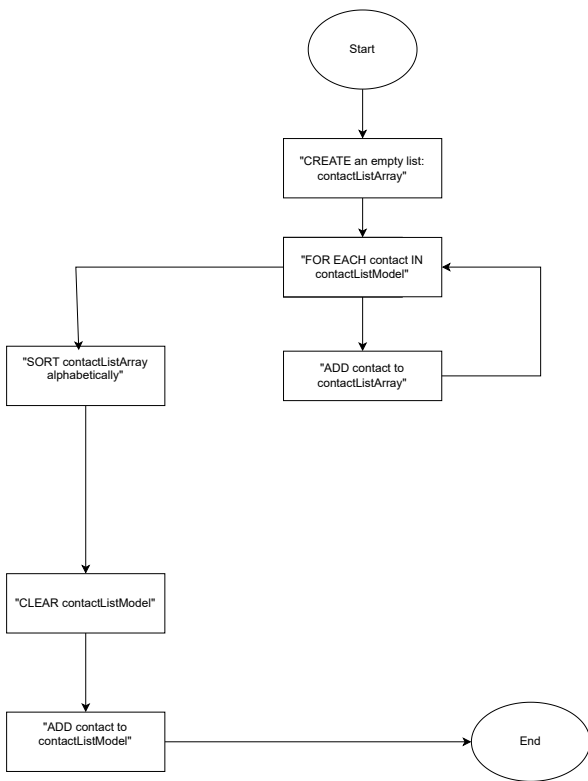 Start
"CREATE an empty list:
contactListArray"
"FOR EACH contact IN
contactListModel"
"SORT contactListArray
alphabetically"
"ADD contact to
contactListArray"
"CLEAR contactListModel"
"ADD contact to
contactListModel"
End